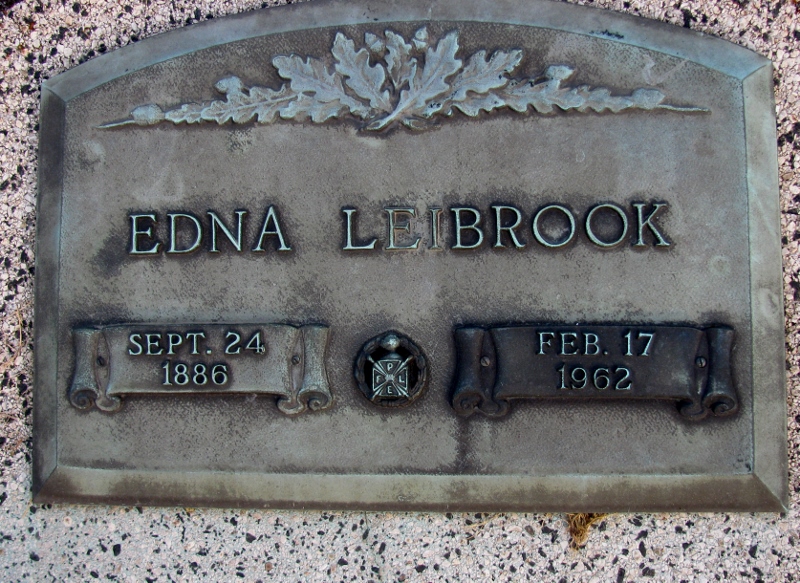 EDNA LEIBROOK
SEPT. 24
1886
FEB. 17
1962